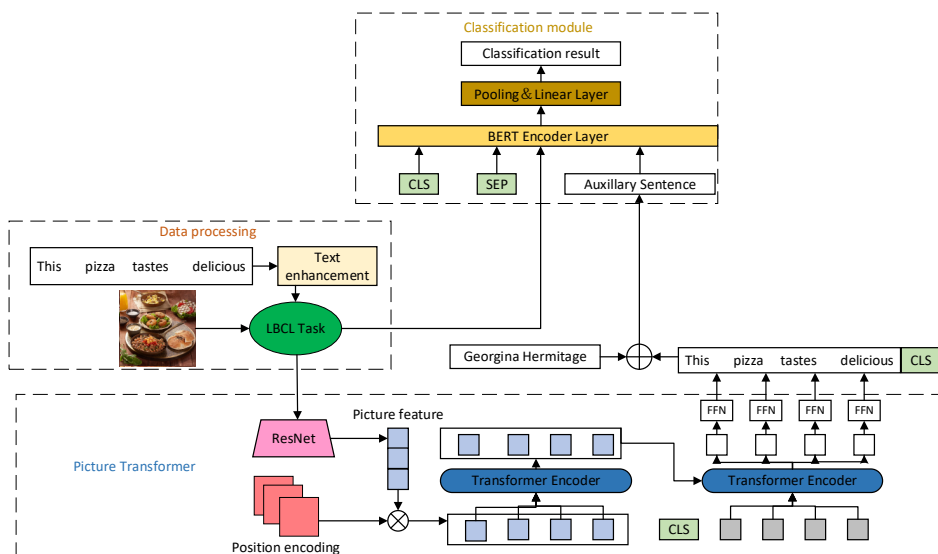 Classification module
Classification result
Pooling&Linear Layer
BERT Encoder Layer
CLS
SEP
Auxillary Sentence
Data processing
This pizza tastes delicious
Text
enhancement
LBCL Task
Georgina Hermitage
This pizza tastes delicious
CLS
FFN
FFN
FFN
FFN
Picture feature
ResNet
Picture Transformer
Transformer Encoder
Transformer Encoder
CLS
Position encoding